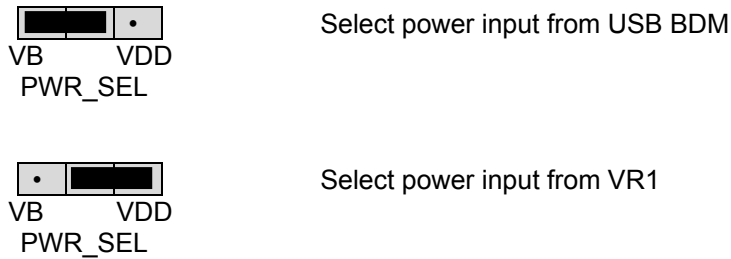 Select power input from USB BDM
VB VDD
PWR_SEL
Select power input from VR1
VB VDD
PWR_SEL